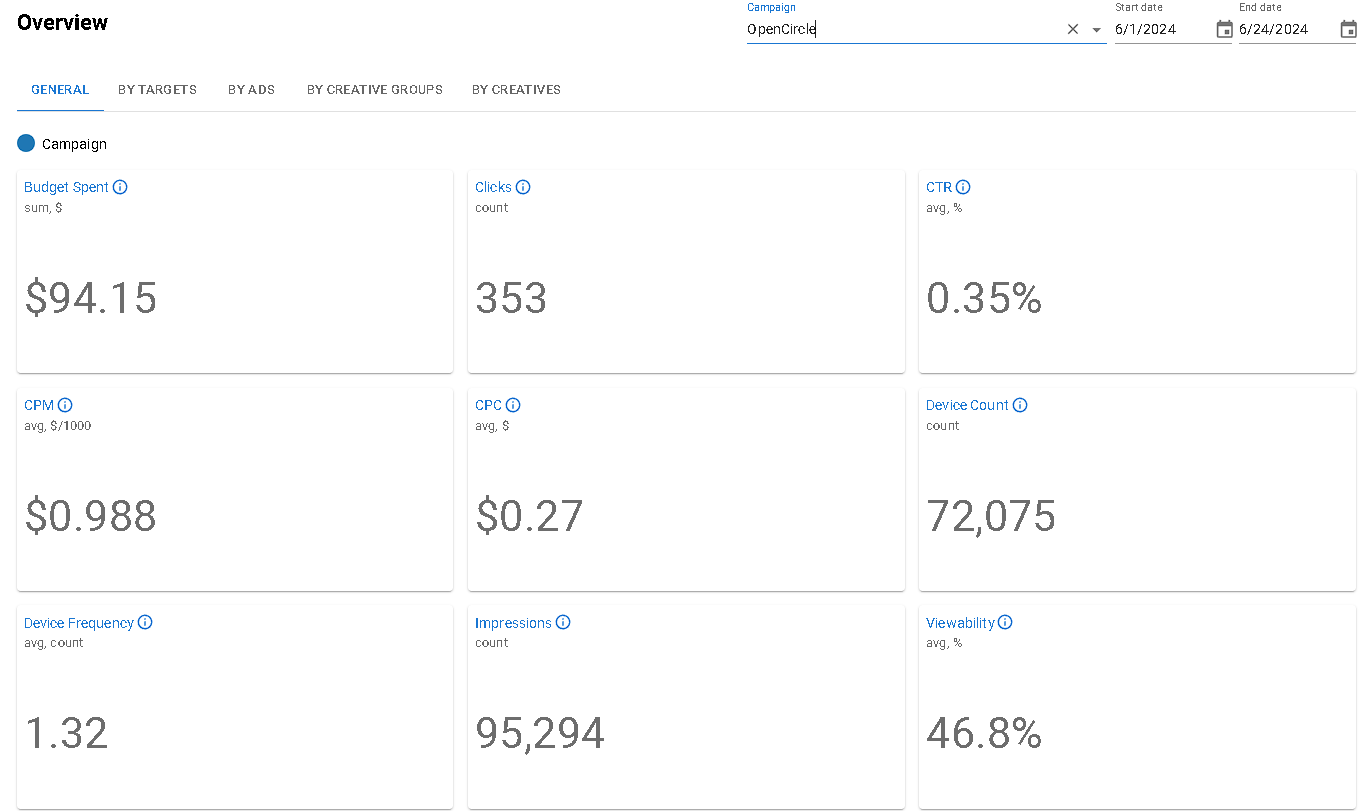 Overview
Campaign
OpenCircle
Start date
6/1/2024
End date
6/24/2024
GENERAL
BY TARGETS
BY ADS
BY CREATIVE GROUPS
BY CREATIVES
Campaign
Budget Spent
sum, $
$94.15
Clicks
count
353
CTR
avg, %
0.35%
CPM
avg, $/1000
$0.988
CPC
avg, $
$0.27
Device Count
count
72,075
Device Frequency
avg, count
1.32
Impressions
count
95,294
Viewability
avg, %
46.8%